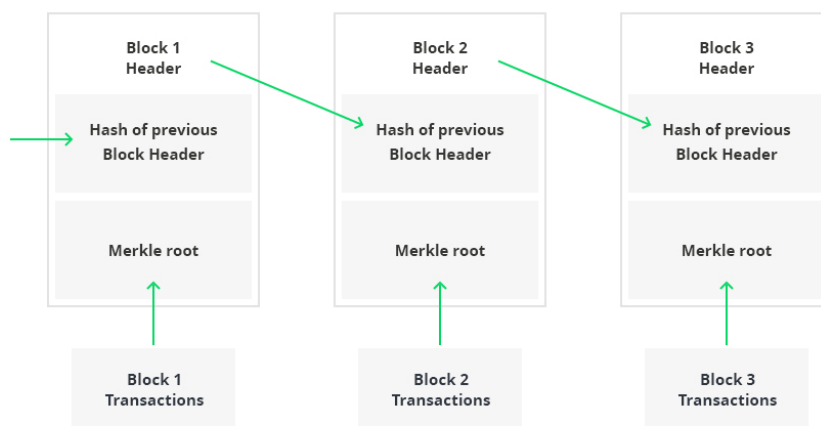 Block 1
Header
Hash of previous
Block Header
Merkle root
Block 1
Transactions
Block 2
Header
Hash of previous
Block Header
Merkle root
Block 2
Transactions
Block 3
Header
Hash of previous
Block Header
Merkle root
Block 3
Transactions